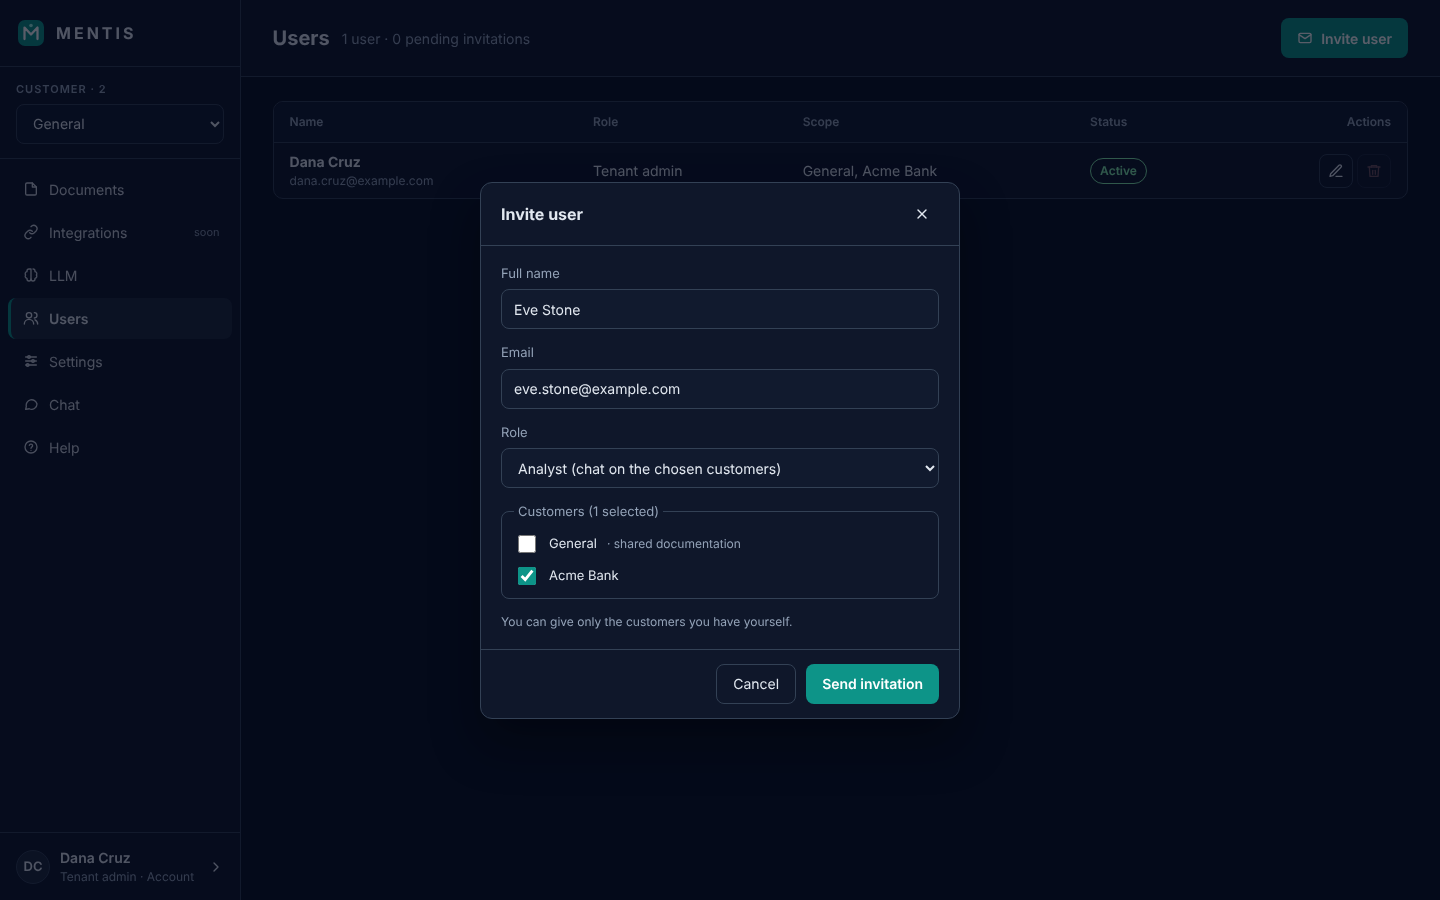 MENTIS
CUSTOMER · 2
General
Documents
Integrations soon
LLM
Users
Settings
Chat
Help
DC
Dana Cruz
Tenant admin · Account
Users 1 user · 0 pending invitations
Invite user
Name Role Scope Status Actions
Dana Cruz
dana.cruz@example.com
Tenant admin
General, Acme Bank
Active
Invite user
Full name
Eve Stone
Email
eve.stone@example.com
Role
Analyst (chat on the chosen customers)
Customers (1 selected)
General · shared documentation
Acme Bank
You can give only the customers you have yourself.
Cancel Send invitation